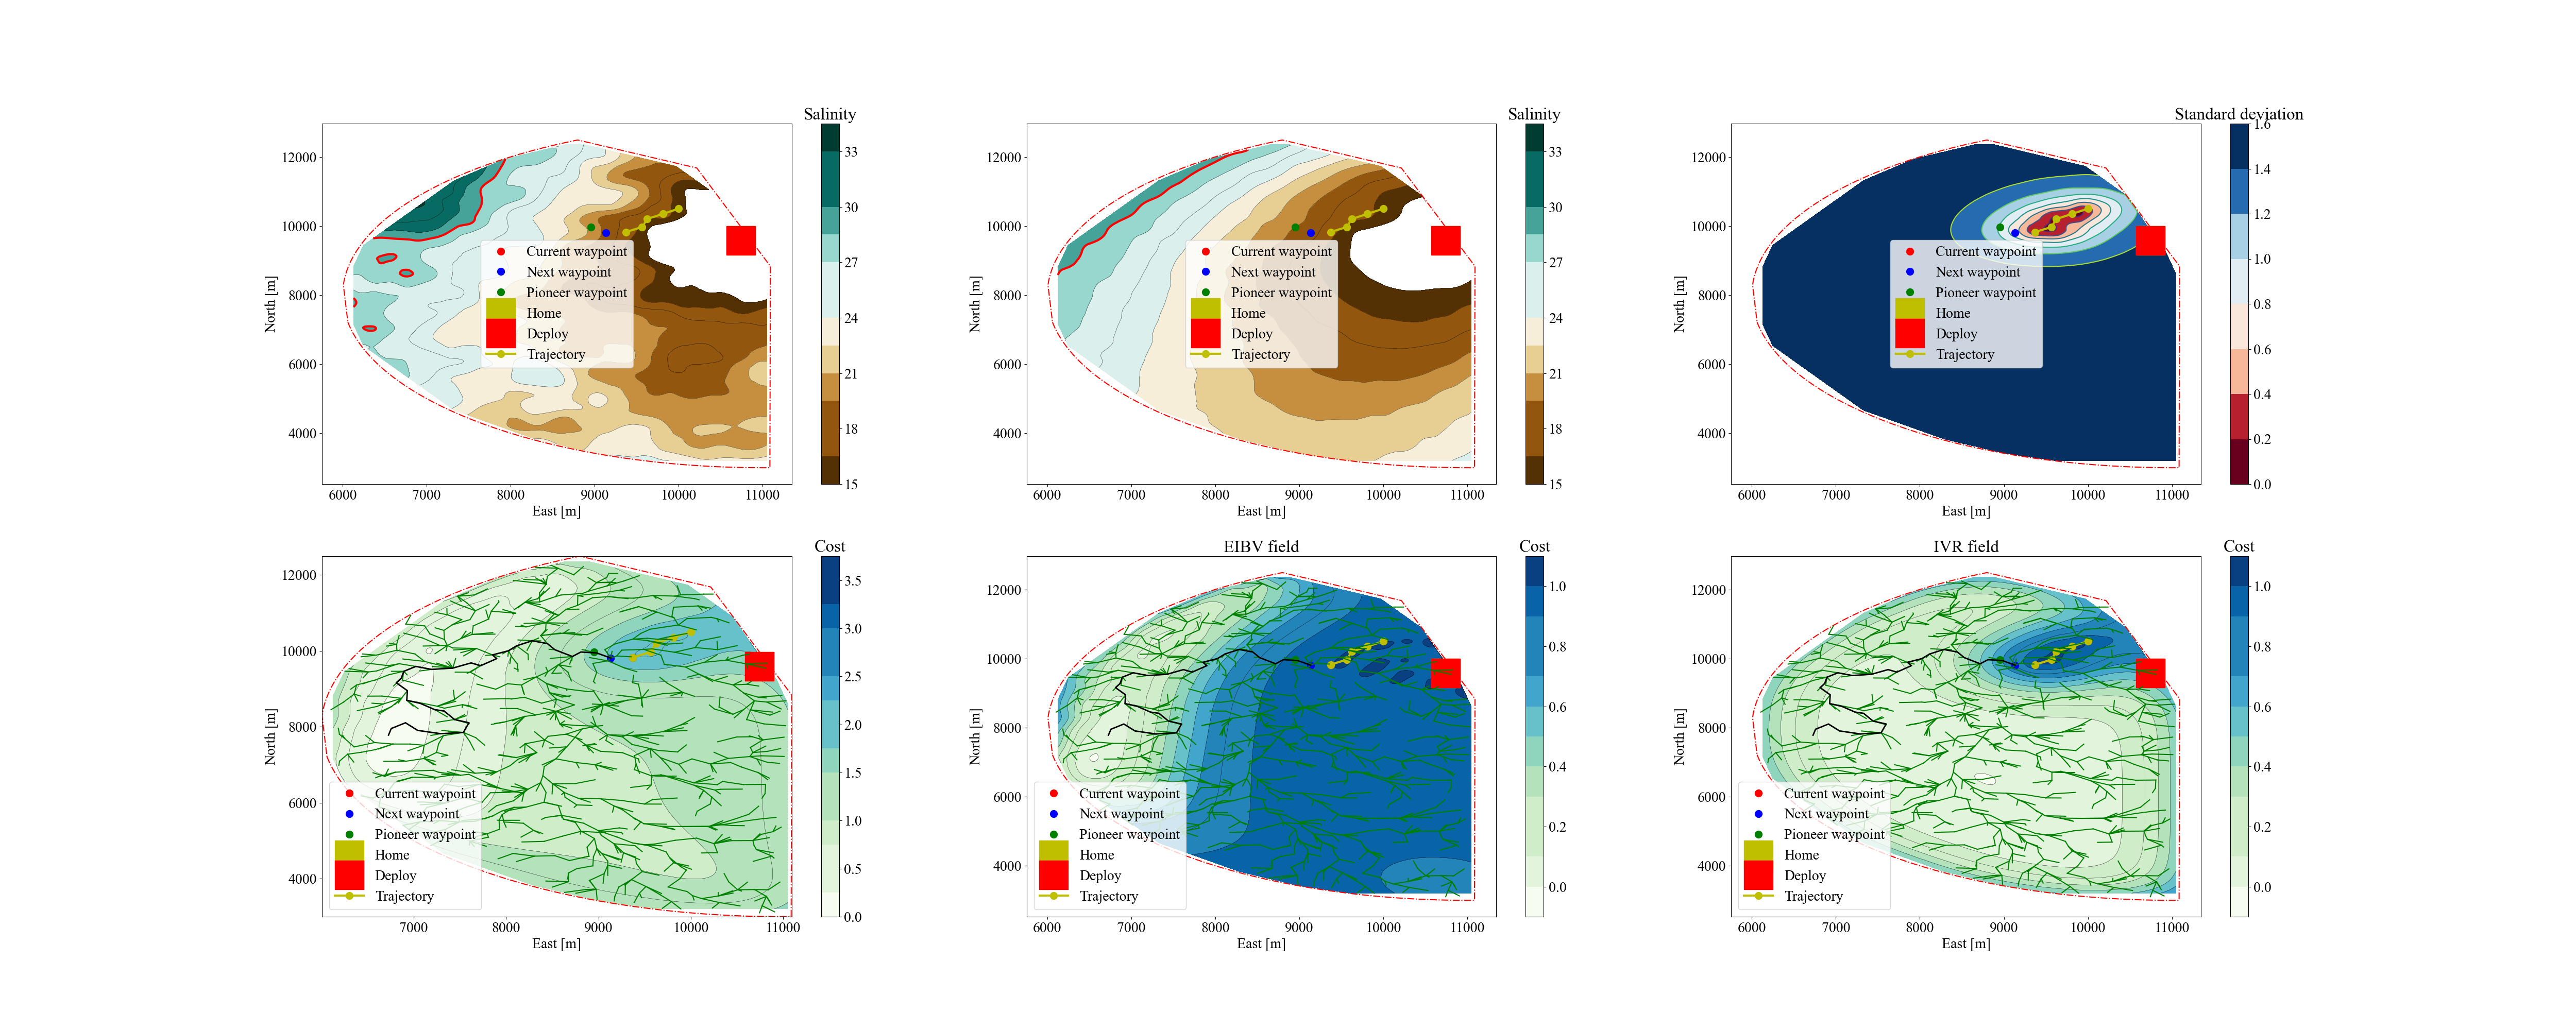 Salinity
12000
10000
8000
6000
4000
North [m]
6000 7000 8000 9000 10000 11000
East [m]
Current waypoint
Next waypoint
Pioneer waypoint
Home
Deploy
Trajectory
33
30
27
24
21
18
15
Salinity
12000
10000
8000
6000
4000
North [m]
6000 7000 8000 9000 10000 11000
East [m]
Current waypoint
Next waypoint
Pioneer waypoint
Home
Deploy
Trajectory
33
30
27
24
21
18
15
Standard deviation
12000
10000
8000
6000
4000
North [m]
6000 7000 8000 9000 10000 11000
East [m]
Current waypoint
Next waypoint
Pioneer waypoint
Home
Deploy
Trajectory
1.6
1.4
1.2
1.0
0.8
0.6
0.4
0.2
0.0
Cost
12000
10000
8000
6000
4000
North [m]
7000 8000 9000 10000 11000
East [m]
Current waypoint
Next waypoint
Pioneer waypoint
Home
Deploy
Trajectory
3.5
3.0
2.5
2.0
1.5
1.0
0.5
0.0
EIBV field
Cost
12000
10000
8000
6000
4000
North [m]
6000 7000 8000 9000 10000 11000
East [m]
Current waypoint
Next waypoint
Pioneer waypoint
Home
Deploy
Trajectory
1.0
0.8
0.6
0.4
0.2
0.0
IVR field
Cost
12000
10000
8000
6000
4000
North [m]
6000 7000 8000 9000 10000 11000
East [m]
Current waypoint
Next waypoint
Pioneer waypoint
Home
Deploy
Trajectory
1.0
0.8
0.6
0.4
0.2
0.0